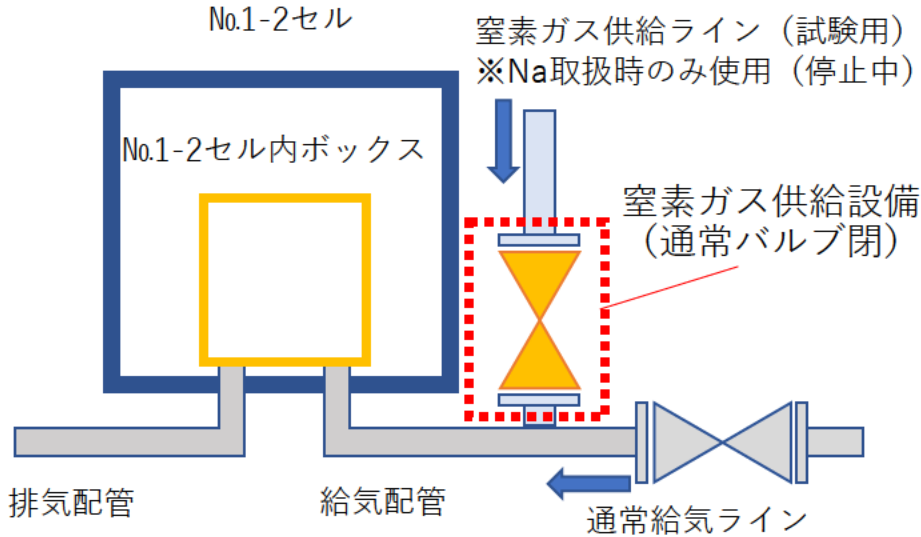 №1-2セル
窒素ガス供給ライン（試験用）
※Na取扱時のみ使用（停止中）
№1-2セル内ボックス
窒素ガス供給設備
（通常バルブ閉）
排気配管
給気配管
通常給気ライン